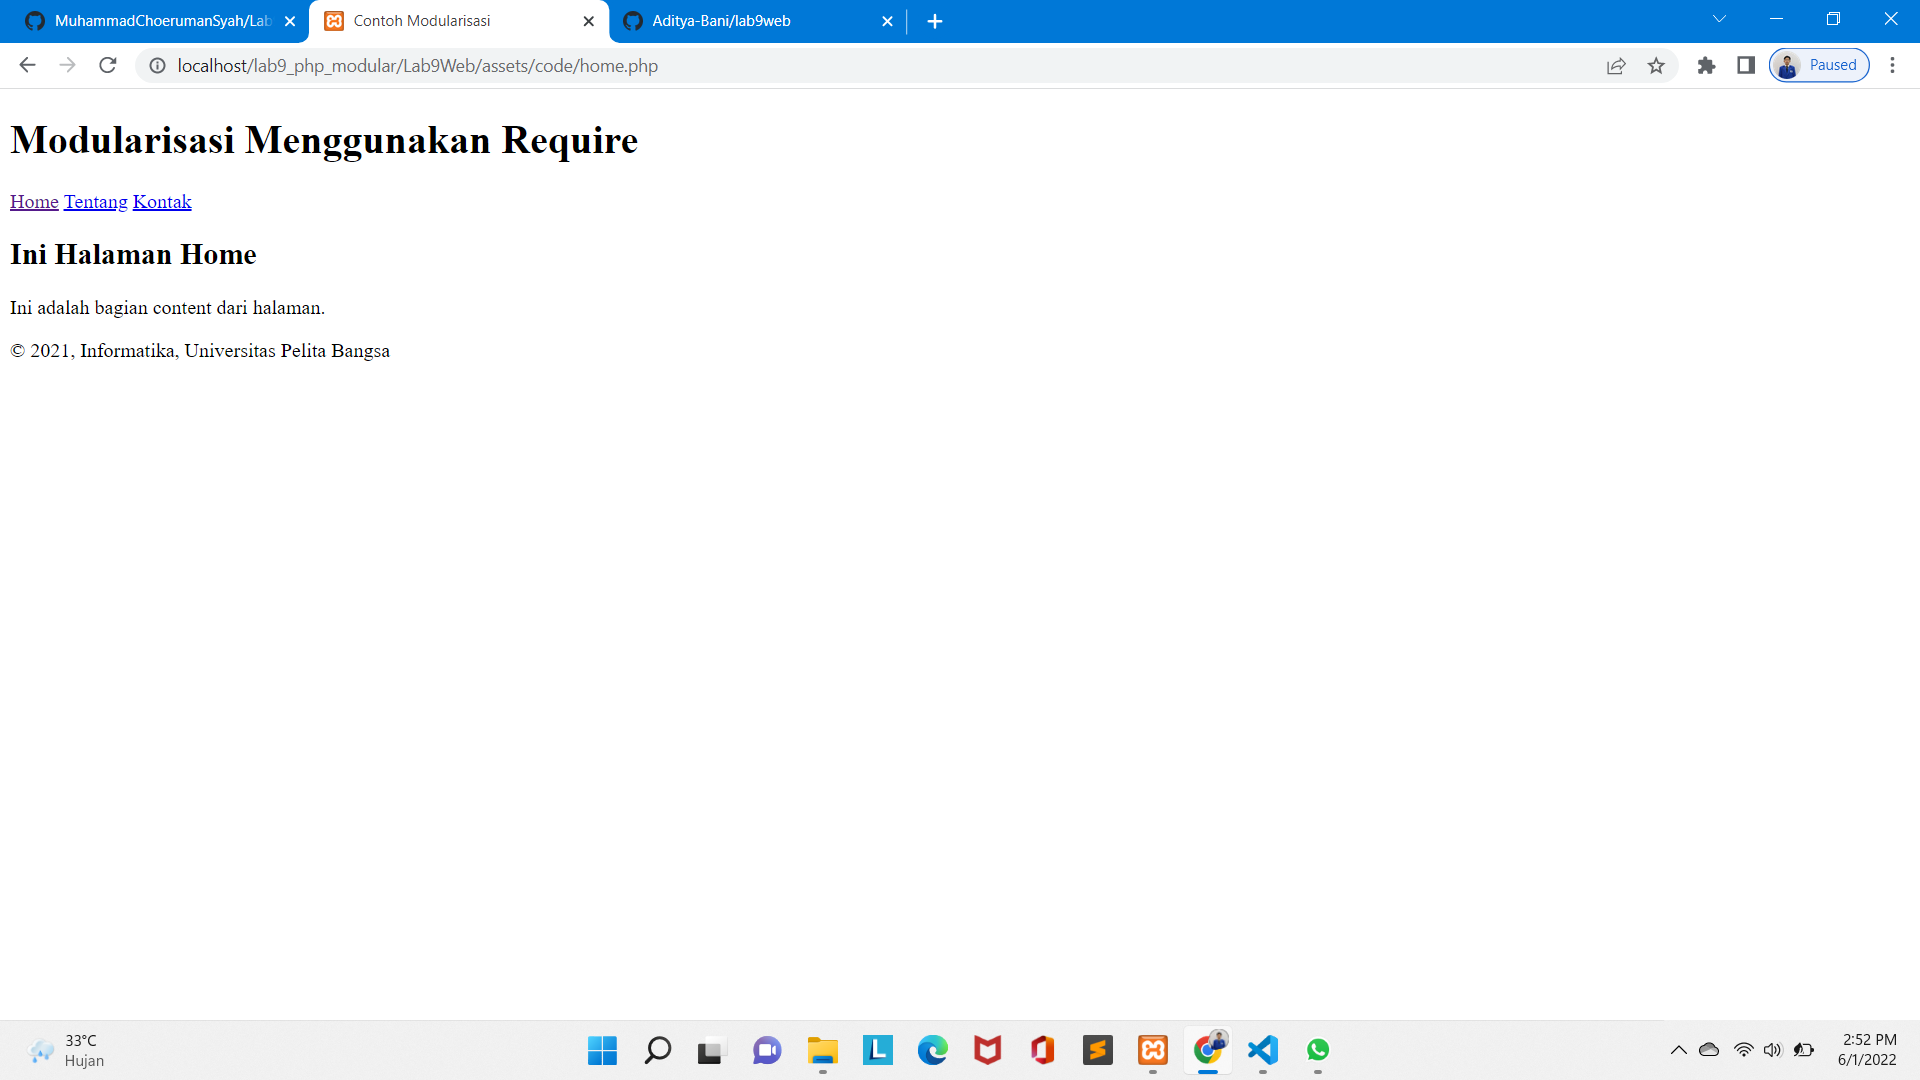 MuhammadChoerumanSyah/Lab
Contoh Modularisasi
Aditya-Bani/lab9web
localhost/lab9_php_modular/Lab9Web/assets/code/home.php
Paused
Modularisasi Menggunakan Require
Home Tentang Kontak
Ini Halaman Home
Ini adalah bagian content dari halaman.
© 2021, Informatika, Universitas Pelita Bangsa
33°C
Hujan
2:52 PM
6/1/2022